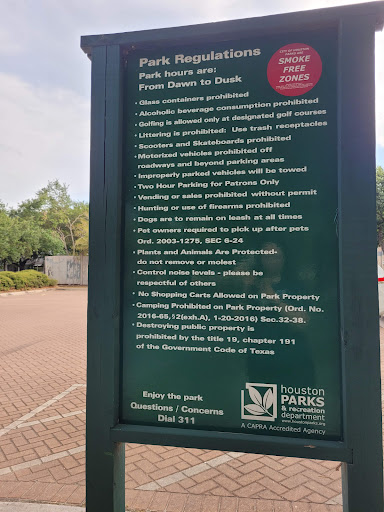 Park Regulations
Park hours are:
From Dawn to Dusk
SMOKE
FREE
ZONES
• Glass containers prohibited
• Alcoholic beverage consumption prohibited
• Golfing is allowed only at designated golf courses
• Littering is prohibited: Use trash receptacles
• Scooters and Skateboards prohibited
• Motorized vehicles prohibited off
roadways and beyond parking areas
• Improperly parked vehicles will be towed
• Two Hour Parking for Patrons Only
• Vending or sales prohibited without permit
• Hunting or use of firearms prohibited
• Dogs are to remain on leash at all times
• Pet owners required to pick up after pets
Ord. 2003-1275, SEC 6-24
• Plants and Animals Are Protected-
do not remove or molest
• Control noise levels - please be
respectful of others
• No Shopping Carts Allowed on Park Property
• Camping Prohibited on Park Property (Ord. No.
2016-65, 2(exh.A), 1-20-2016) Sec.32-38.
• Destroying public property is
prohibited by the title 19, chapter 191
of the Government Code of Texas
Enjoy the park
Questions / Concerns
Dial 311
houston
PARKS
& recreation
department
www.houstonparks.org
A CAPRA Accredited Agency